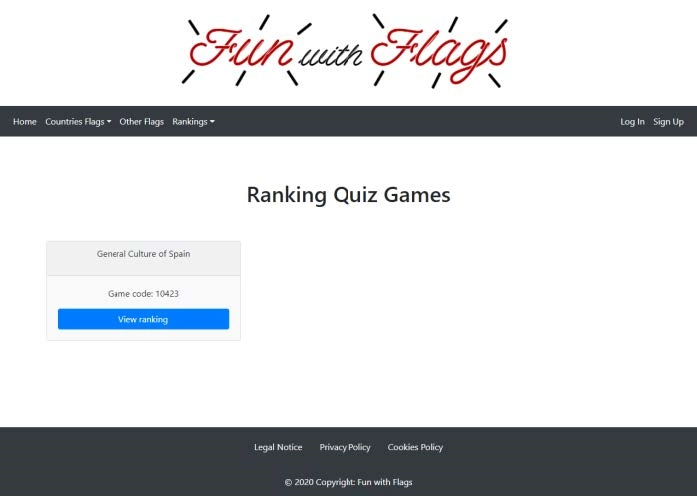 Fun with Flags
Home Countries Flags Other Flags Rankings Log In Sign Up
Ranking Quiz Games
General Culture of Spain
Game code: 10423
View ranking
Legal Notice Privacy Policy Cookies Policy
© 2020 Copyright: Fun with Flags